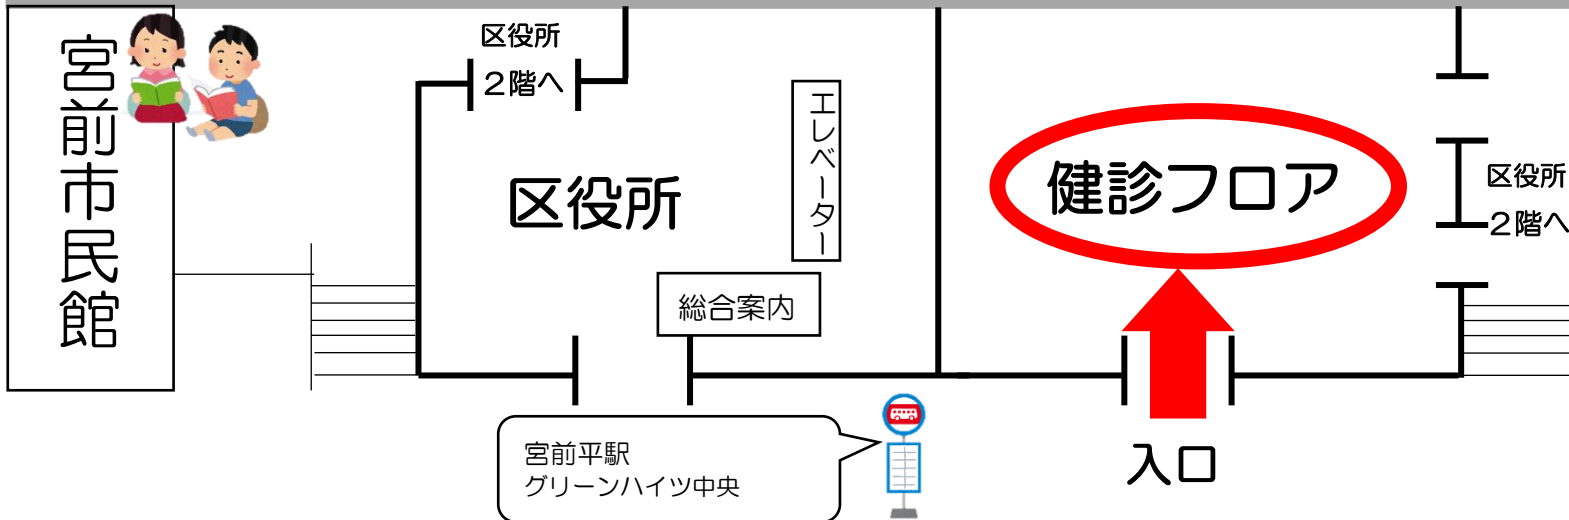 宮前市民館
区役所
２階へ
区役所
エレベーター
総合案内
健診フロア
区役所
２階へ
入口
宮前平駅
グリーンハイツ中央